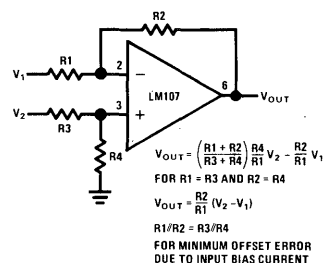 R2
R1
2
V₁
6
LM107
VOUT
V₂
3
R3
R4
VOUT = ((R1 + R2)/(R3 + R4)) R4/R1 V₂ − R2/R1 V₁
FOR R1 = R3 AND R2 = R4
VOUT = R2/R1 (V₂ −V₁)
R1//R2 = R3//R4
FOR MINIMUM OFFSET ERROR
DUE TO INPUT BIAS CURRENT